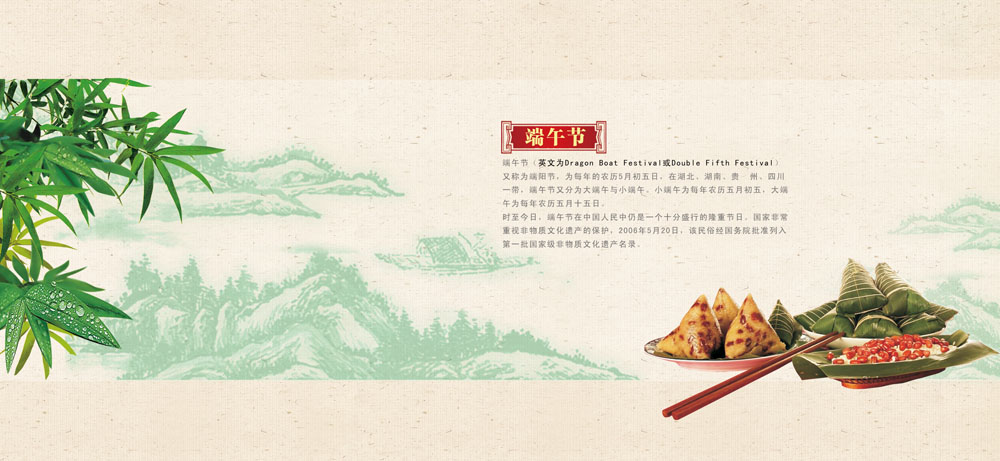 端午节
端午节（英文为Dragon Boat Festival或Double Fifth Festival）
又称为端阳节，为每年的农历5月初五日，在湖北、湖南、贵 州、四川
一带，端午节又分为大端午与小端午。小端午为每年农历五月初五，大端
午为每年农历五月十五日。
时至今日，端午节在中国人民中仍是一个十分盛行的隆重节日。国家非常
重视非物质文化遗产的保护，2006年5月20日，该民俗经国务院批准列入
第一批国家级非物质文化遗产名录。